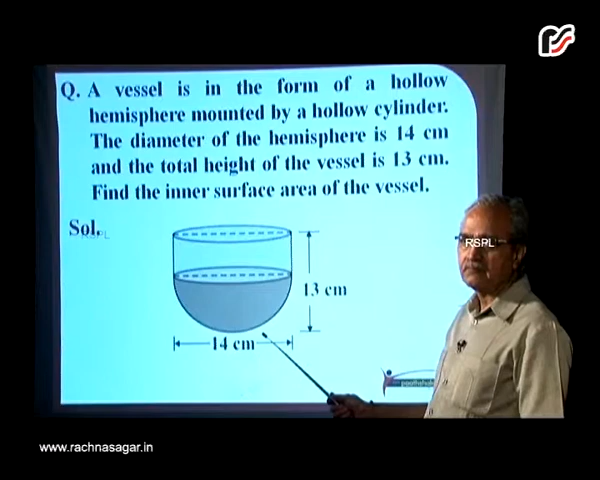 Q. A vessel is in the form of a hollow
hemisphere mounted by a hollow cylinder.
The diameter of the hemisphere is 14 cm
and the total height of the vessel is 13 cm.
Find the inner surface area of the vessel.
Sol.
RSPL
RSPL
13 cm
14 cm
www.rachnasagar.in